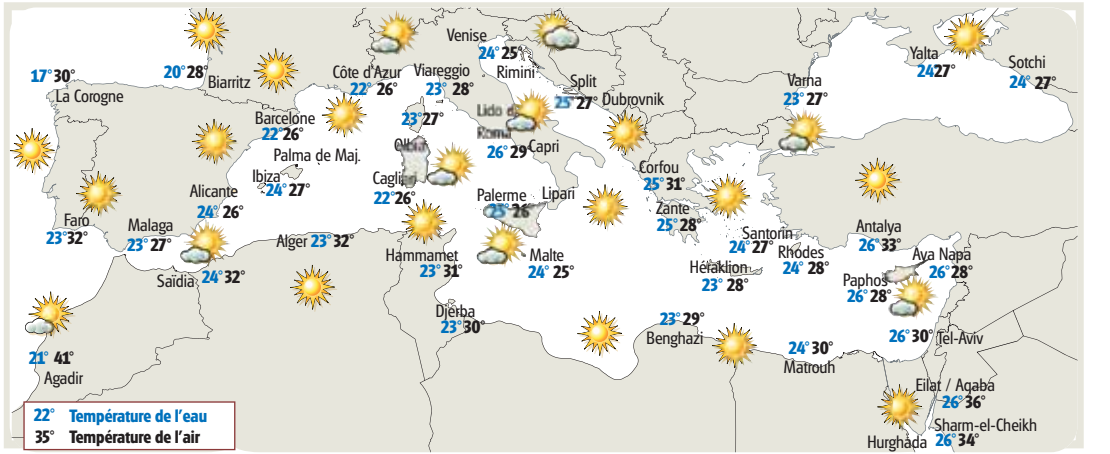 Venise
24° 25°
Rimini
17° 30°
La Corogne
20° 28°
Biarritz
Côte d'Azur
22° 26°
Viareggio
23° 28°
Split
25° 27°
Dubrovnik
Varna
23° 27°
Yalta
24 27°
Sotchi
24° 27°
Barcelone
22° 26°
23° 27°
Olbia
Lido di
Roma
26° 29°
Capri
Palma de Maj.
Ibiza
24° 27°
Cagliari
22° 26°
Palerme
25° 26°
Lipari
Corfou
25° 31°
Zante
25° 28°
Alicante
24° 26°
Faro
23° 32°
Malaga
23° 27°
Alger 23° 32°
Saïdia
24° 32°
Hammamet
23° 31°
Malte
24° 25°
Santorin
24° 27°
Rhodes
24° 28°
Héraklion
23° 28°
Antalya
26° 33°
Aya Napa
26° 28°
Paphos
26° 28°
Djerba
23° 30°
23° 29°
Benghazi
24° 30°
Matrouh
26° 30°
Tel-Aviv
21° 41°
Agadir
Eilat / Aqaba
26° 36°
Sharm-el-Cheikh
Hurghada 26° 34°
22° Température de l'eau
35° Température de l'air